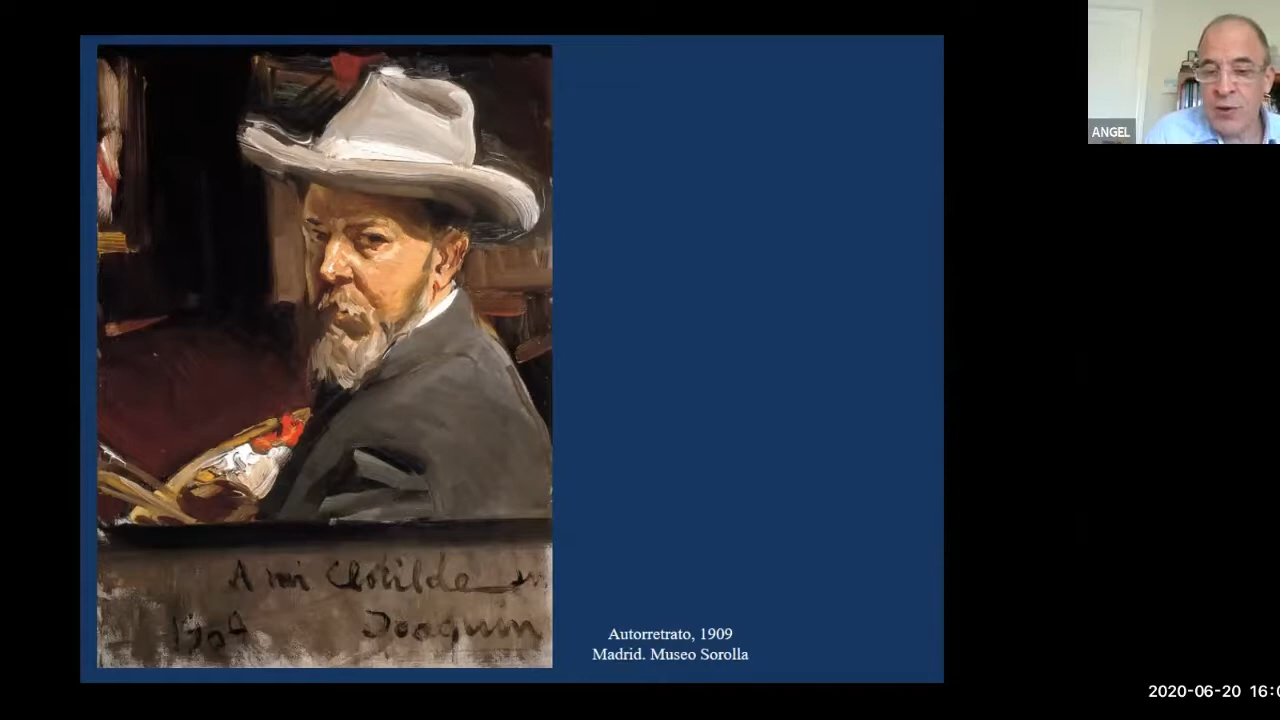 ANGEL
A mi Clotilde
1909 Joaquin
Autorretrato, 1909
Madrid. Museo Sorolla
2020-06-20 16:0